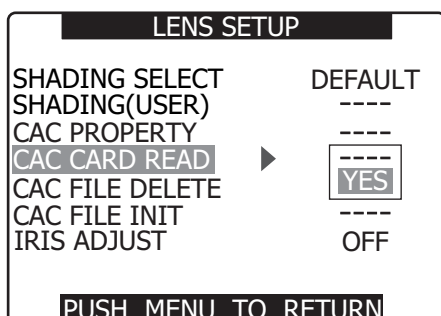 LENS SETUP
SHADING SELECT DEFAULT
SHADING(USER) ----
CAC PROPERTY ----
CAC CARD READ ----
YES
CAC FILE DELETE
CAC FILE INIT ----
IRIS ADJUST OFF
PUSH MENU TO RETURN